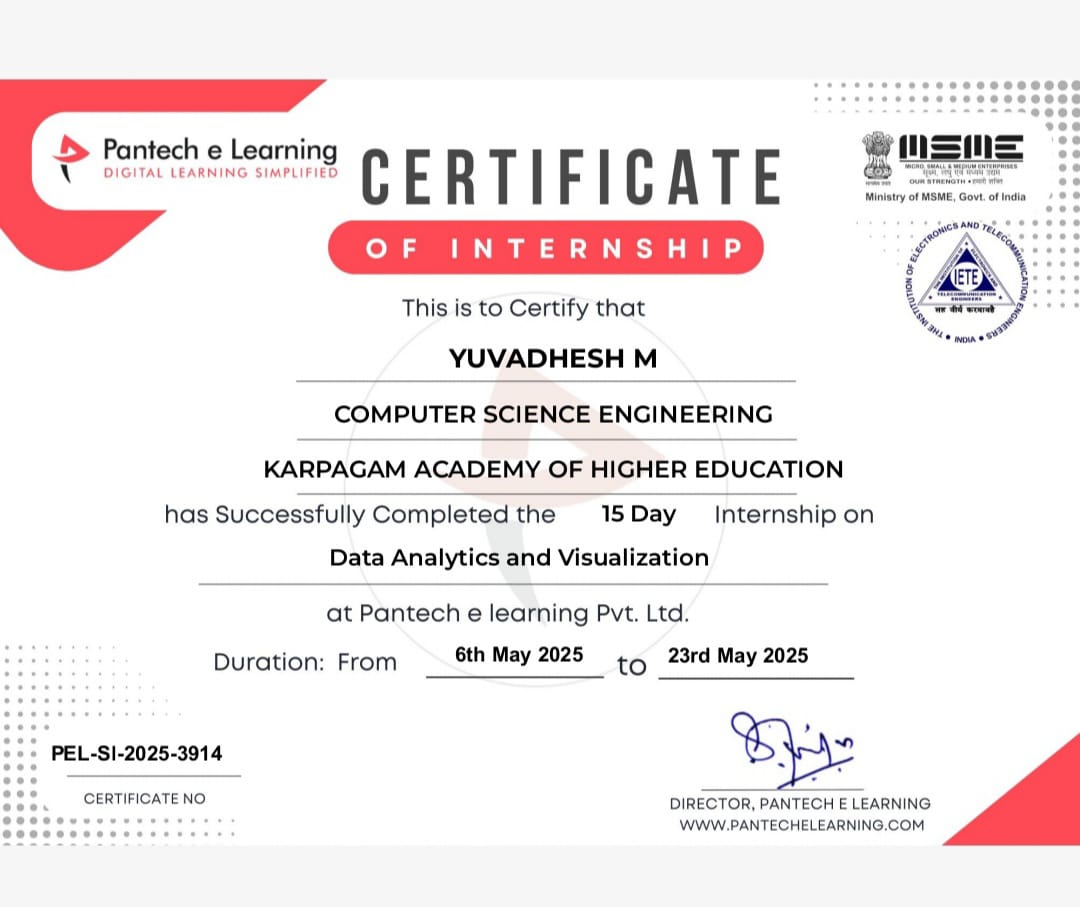 Pantech e Learning
DIGITAL LEARNING SIMPLIFIED
CERTIFICATE
OF INTERNSHIP
MSME
MICRO, SMALL & MEDIUM ENTERPRISES
सूक्ष्म, लघु एवं मध्यम उद्यम
OUR STRENGTH • हमारी शक्ति
Ministry of MSME, Govt. of India
THE INSTITUTION OF ELECTRONICS AND TELECOMMUNICATION ENGINEERS • INDIA •
IETE
TELECOMMUNICATION
ENGINEERS
This is to Certify that
YUVADHESH M
COMPUTER SCIENCE ENGINEERING
KARPAGAM ACADEMY OF HIGHER EDUCATION
has Successfully Completed the 15 Day Internship on
Data Analytics and Visualization
at Pantech e learning Pvt. Ltd.
Duration: From 6th May 2025 to 23rd May 2025
PEL-SI-2025-3914
CERTIFICATE NO
DIRECTOR, PANTECH E LEARNING
WWW.PANTECHELEARNING.COM